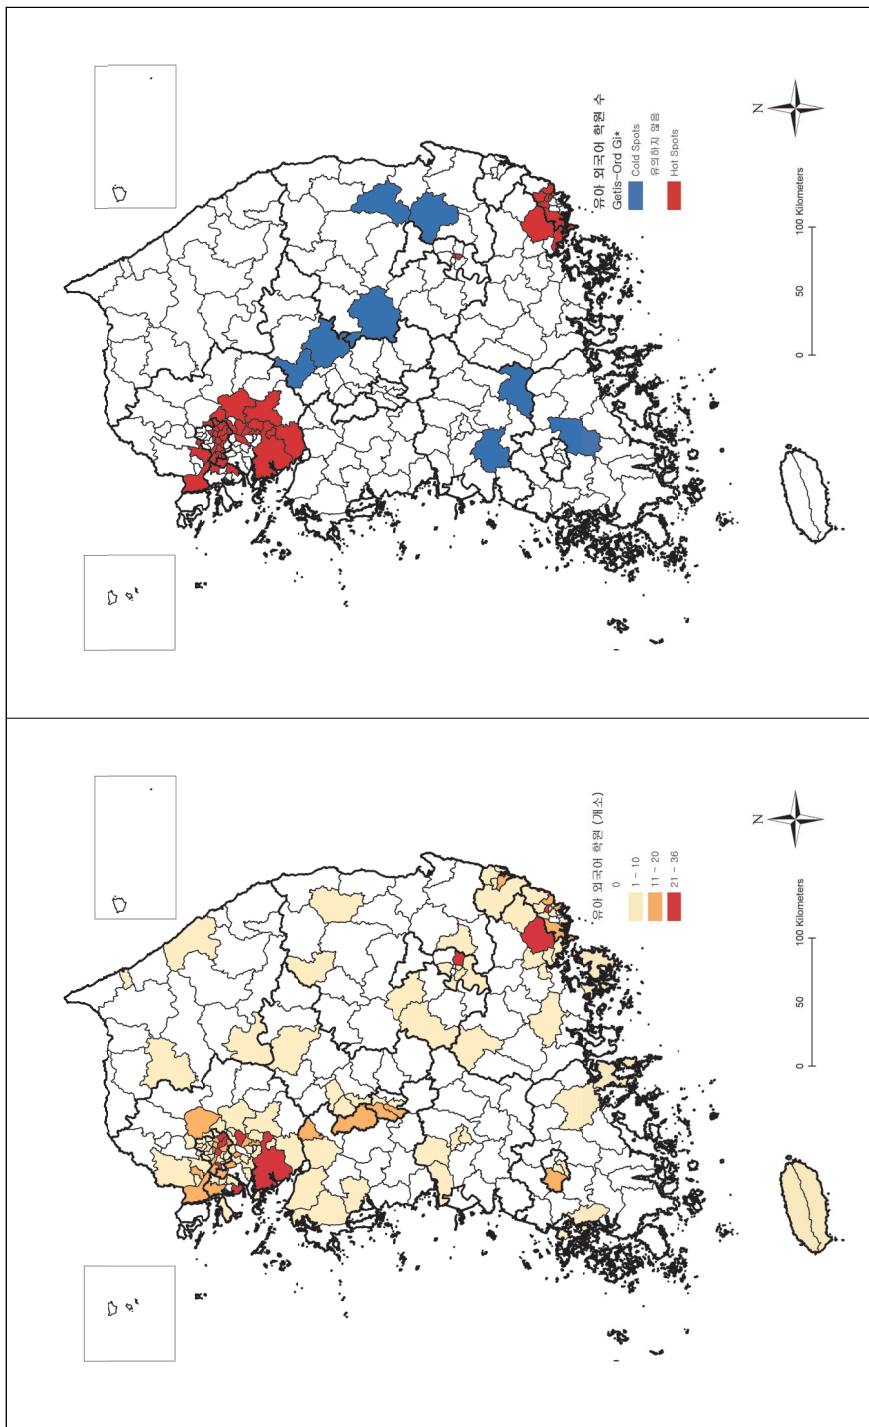 유아 외국어 학원 수
Getis-Ord Gi*
Cold Spots
유의하지 않음
Hot Spots
N
0 50 100 Kilometers
유아 외국어 학원 (개소)
0
1 - 10
11 - 20
21 - 36
N
0 50 100 Kilometers